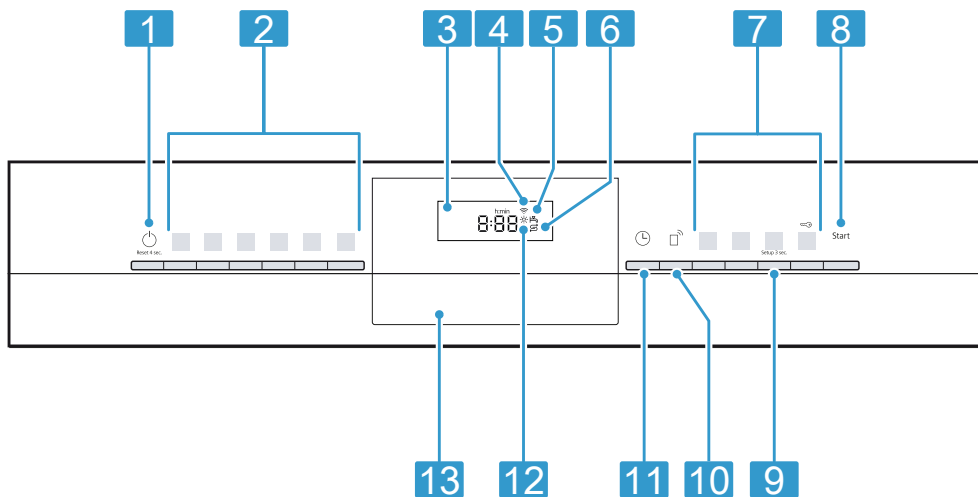 1 2 3 4 5 6 7 8
h:min
8:88
Reset 4 sec.
Setup 3 sec.
Start
13 12 11 10 9